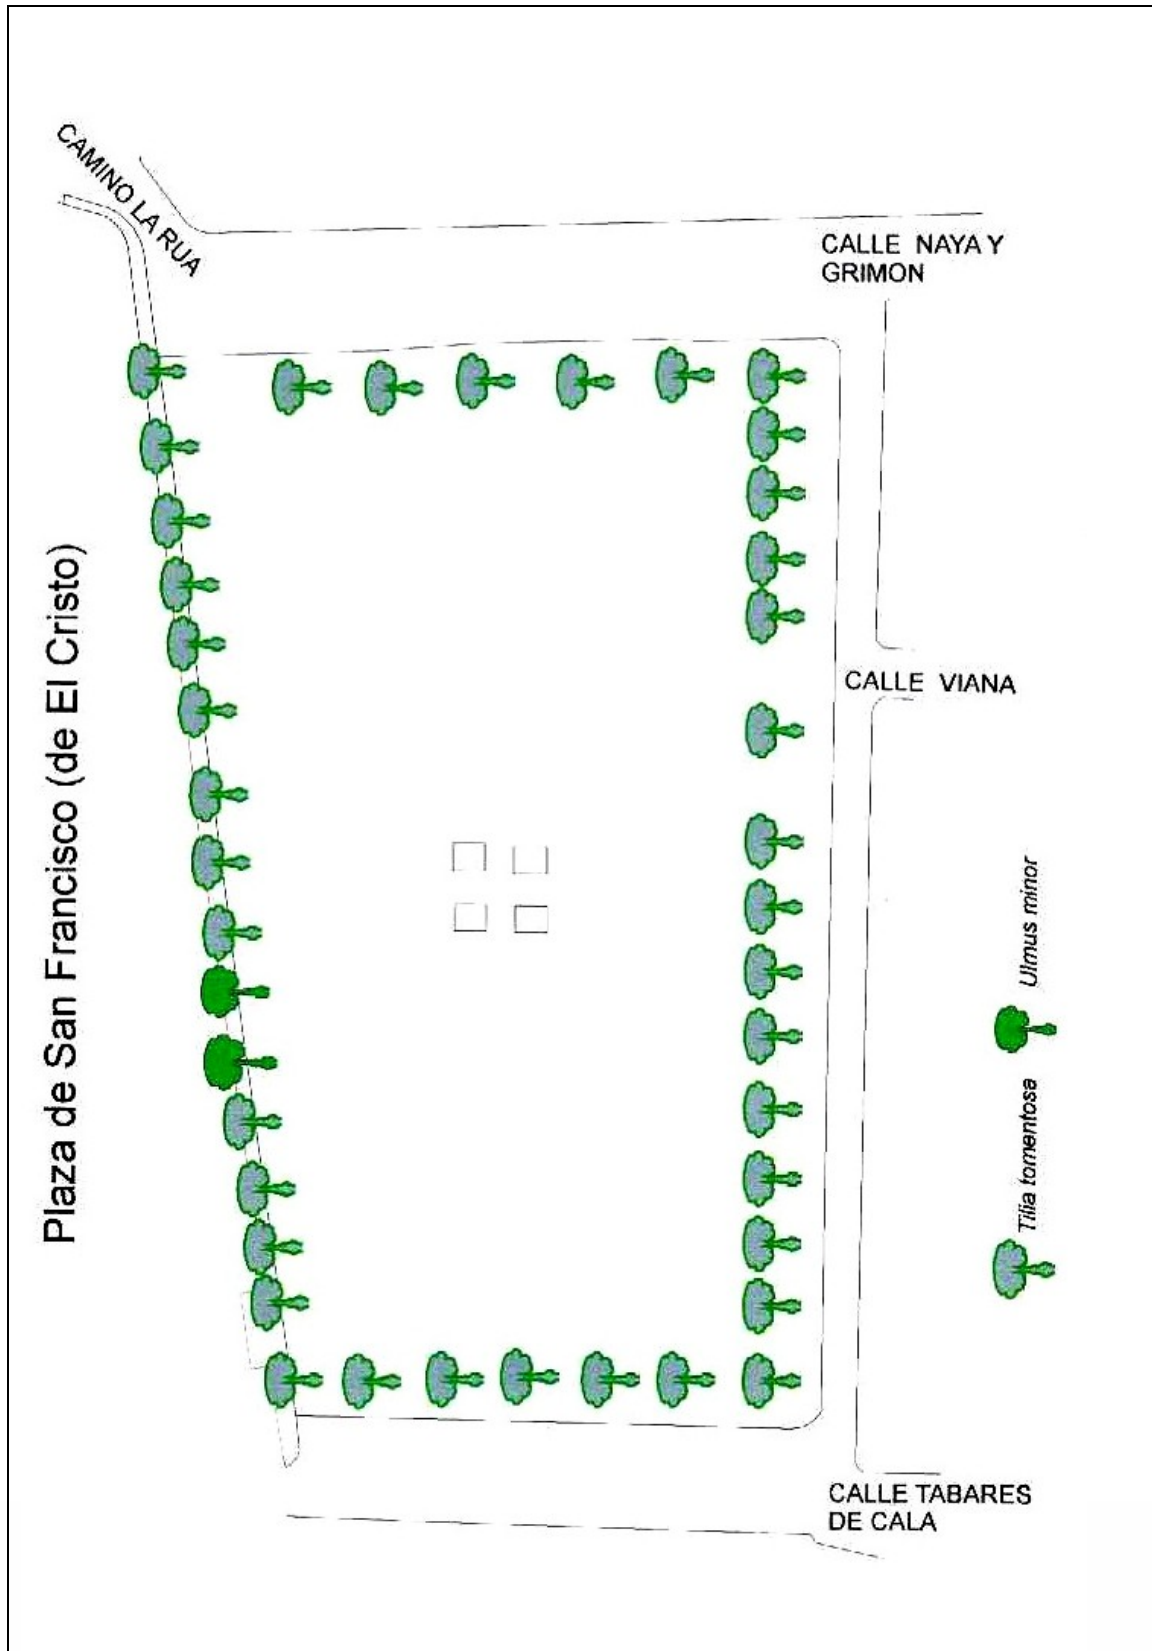 Plaza de San Francisco (de El Cristo)
CAMINO LA RUA
CALLE NAYA Y
GRIMON
CALLE VIANA
Ulmus minor
Tilia tomentosa
CALLE TABARES
DE CALA